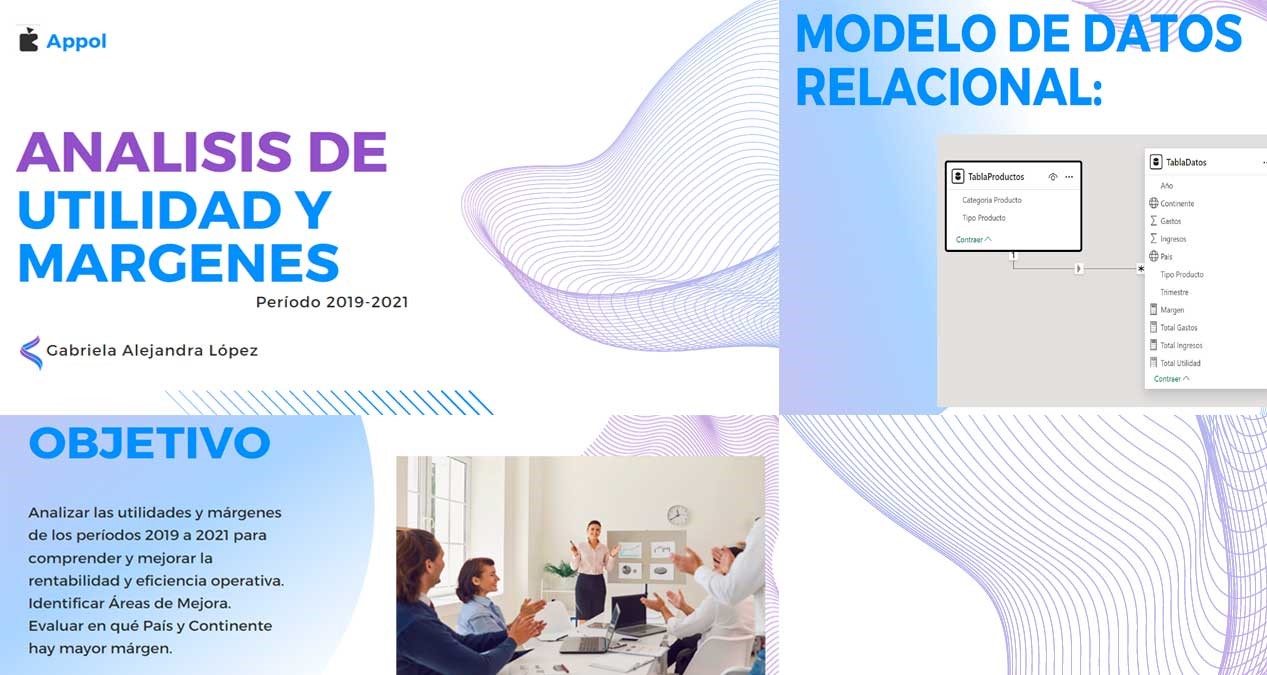 Appol
ANALISIS DE
UTILIDAD Y
MARGENES
Período 2019-2021
Gabriela Alejandra López
MODELO DE DATOS
RELACIONAL:
TablaProductos
Categoria Producto
Tipo Producto
Contraer
1
*
TablaDatos
Año
Continente
Gastos
Ingresos
Pais
Tipo Producto
Trimestre
Margen
Total Gastos
Total Ingresos
Total Utilidad
Contraer
OBJETIVO
Analizar las utilidades y márgenes
de los períodos 2019 a 2021 para
comprender y mejorar la
rentabilidad y eficiencia operativa.
Identificar Áreas de Mejora.
Evaluar en qué País y Continente
hay mayor márgen.